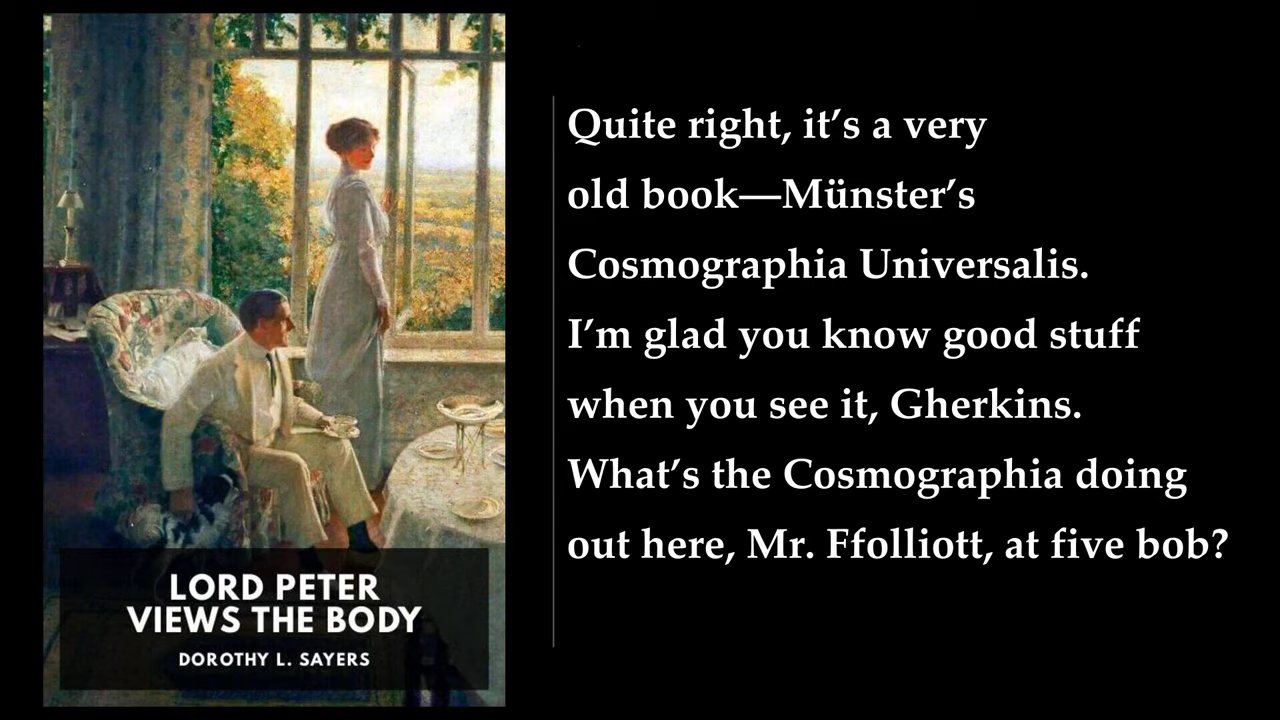 LORD PETER
VIEWS THE BODY
DOROTHY L. SAYERS
Quite right, it’s a very
old book—Münster’s
Cosmographia Universalis.
I’m glad you know good stuff
when you see it, Gherkins.
What’s the Cosmographia doing
out here, Mr. Ffolliott, at five bob?